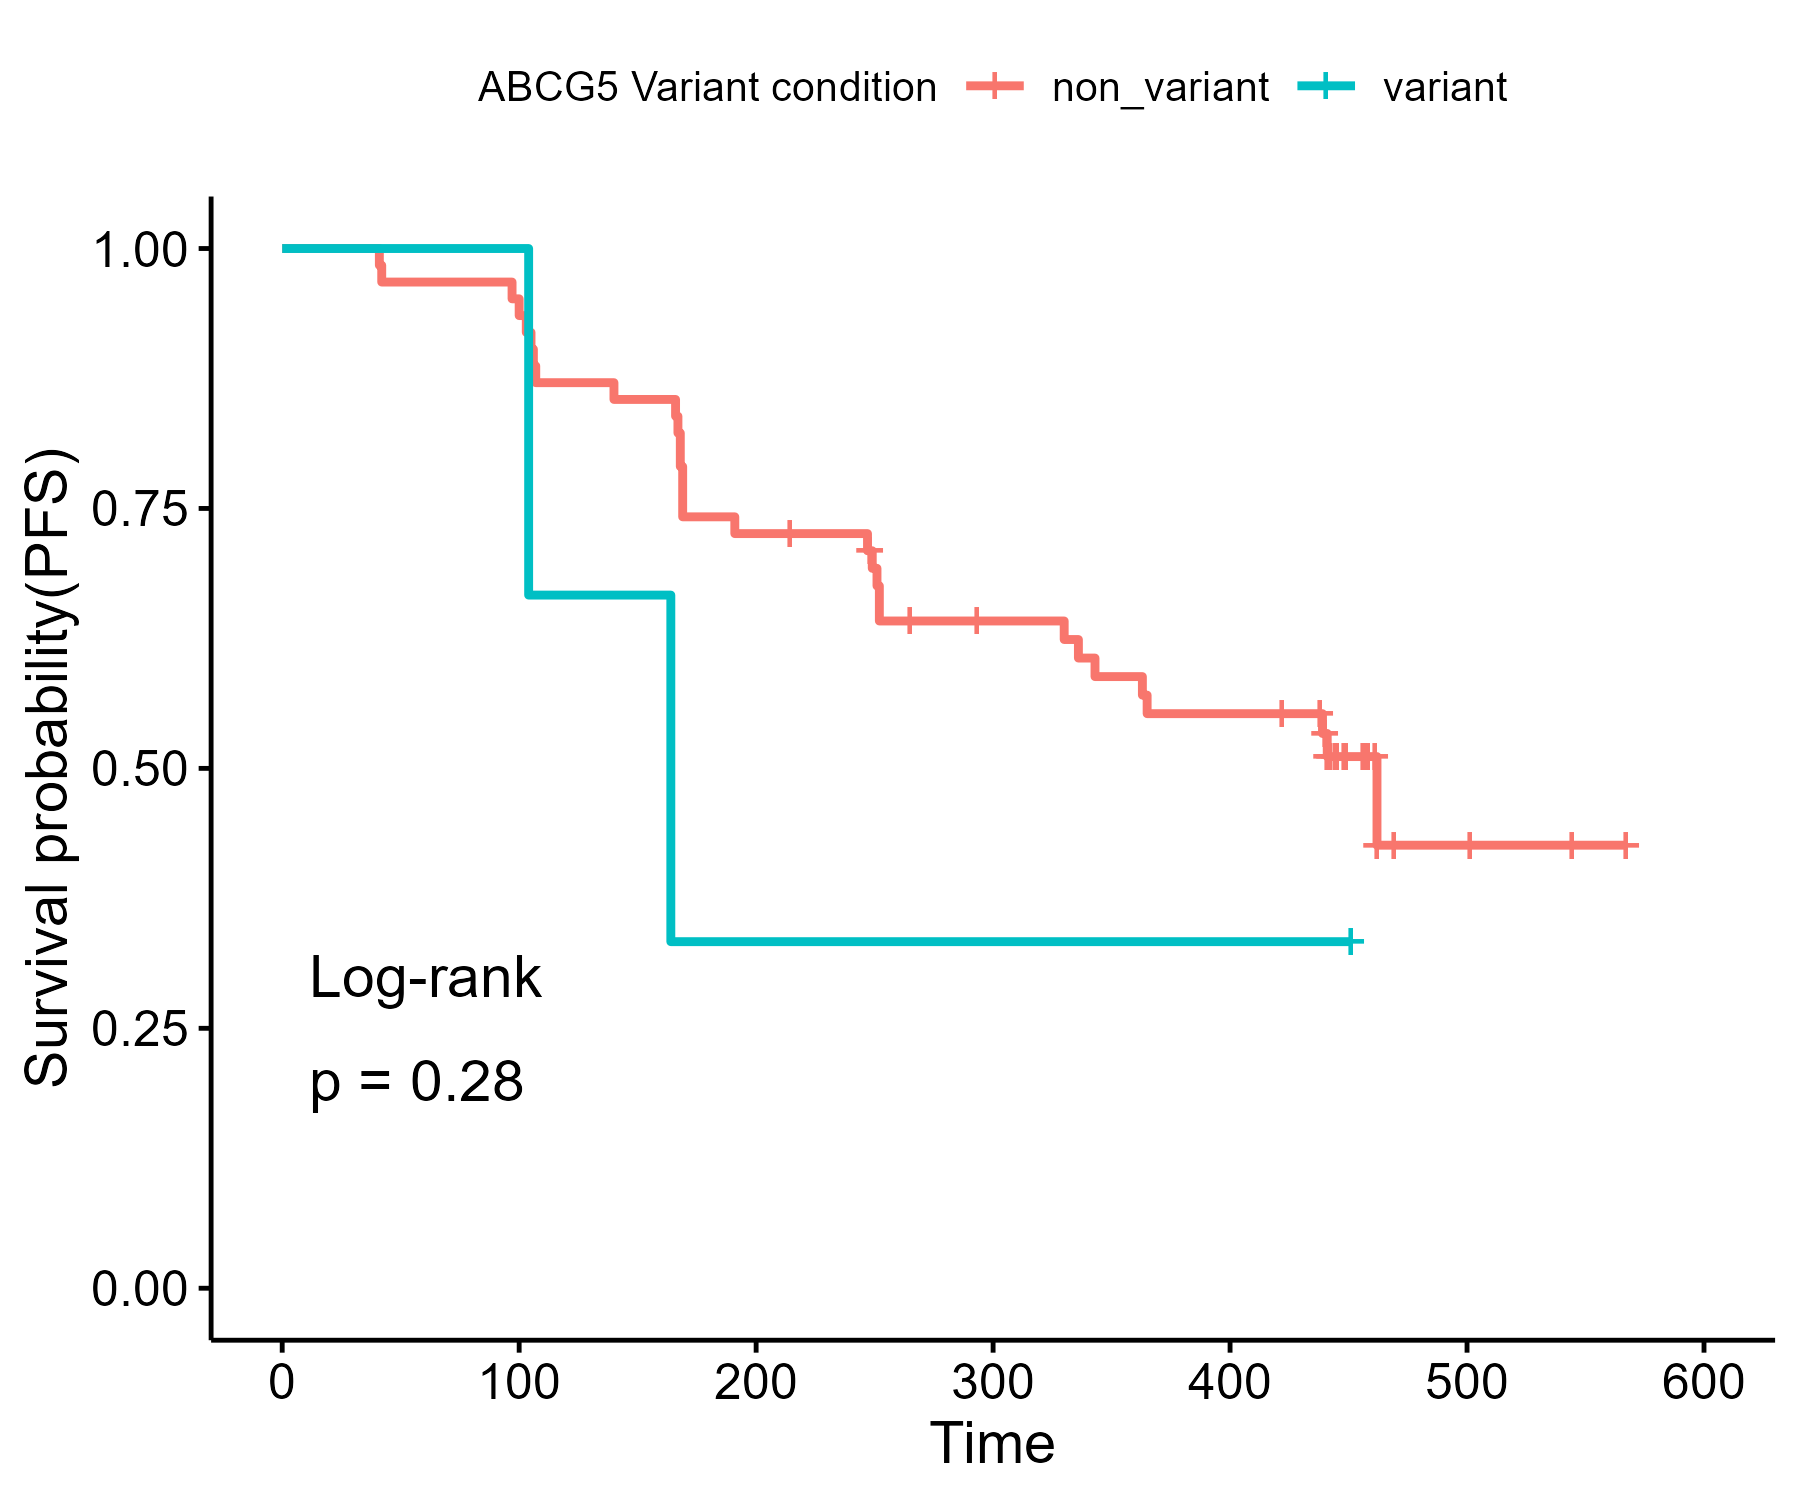 ABCG5 Variant condition non_variant variant
Survival probability(PFS)
1.00
0.75
0.50
0.25
0.00
Log-rank
p = 0.28
0 100 200 300 400 500 600
Time